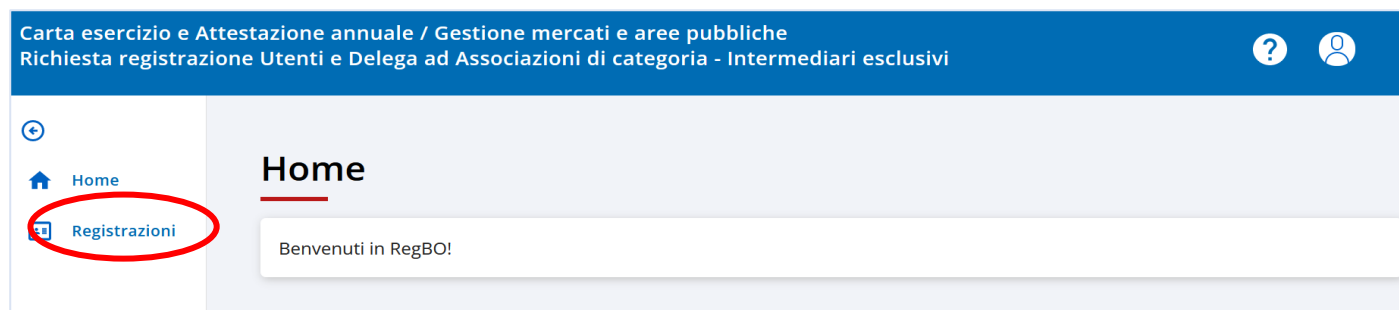 Carta esercizio e Attestazione annuale / Gestione mercati e aree pubbliche
Richiesta registrazione Utenti e Delega ad Associazioni di categoria - Intermediari esclusivi
Home
Registrazioni
Home
Benvenuti in RegBO!